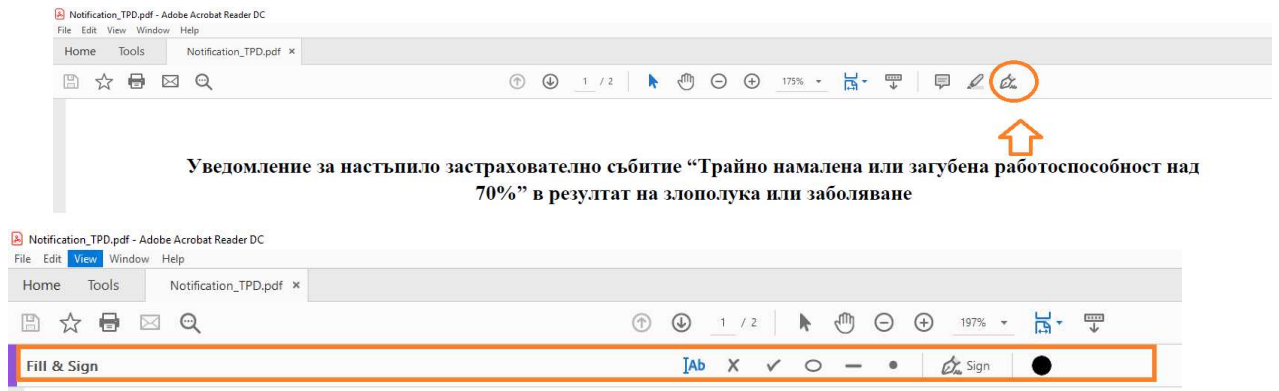 Notification_TPD.pdf - Adobe Acrobat Reader DC
File Edit View Window Help
Home Tools Notification_TPD.pdf ×
1 / 2 175%
Уведомление за настъпило застрахователно събитие “Трайно намалена или загубена работоспособност над
70%” в резултат на злополука или заболяване
Notification_TPD.pdf - Adobe Acrobat Reader DC
File Edit View Window Help
Home Tools Notification_TPD.pdf ×
1 / 2 197%
Fill & Sign Ab Sign